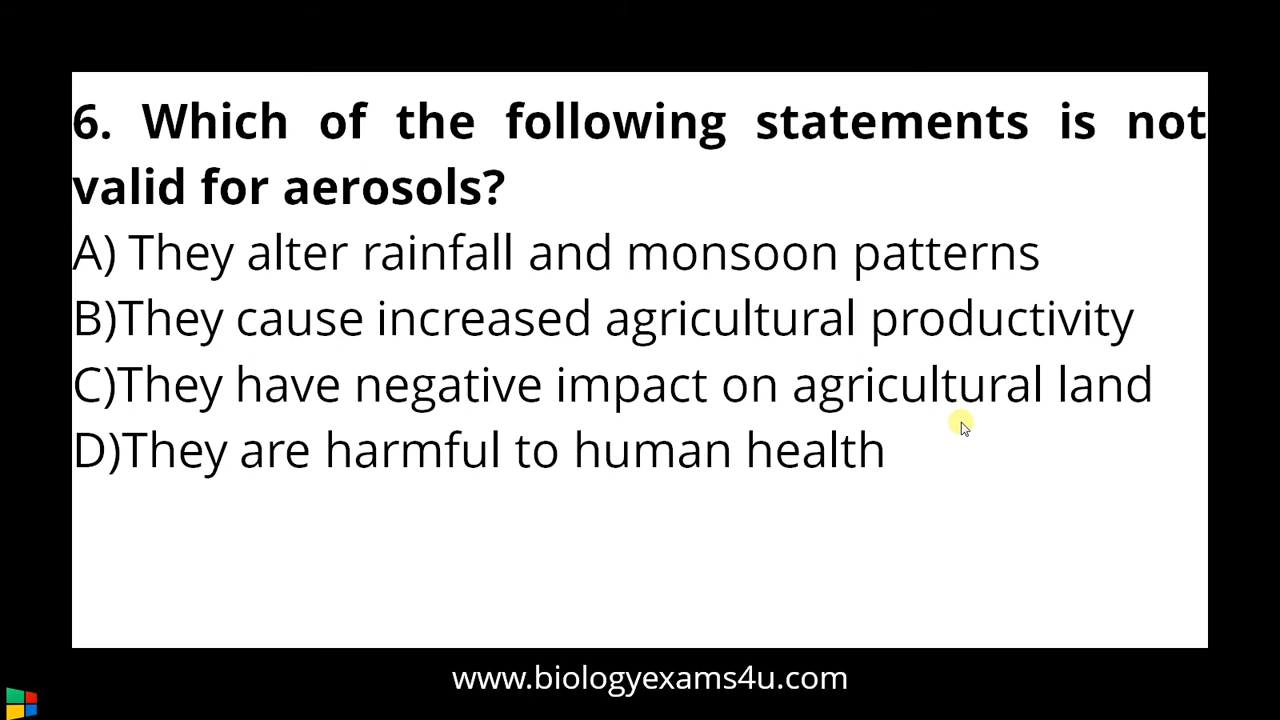 6. Which of the following statements is not
valid for aerosols?
A) They alter rainfall and monsoon patterns
B)They cause increased agricultural productivity
C)They have negative impact on agricultural land
D)They are harmful to human health
www.biologyexams4u.com